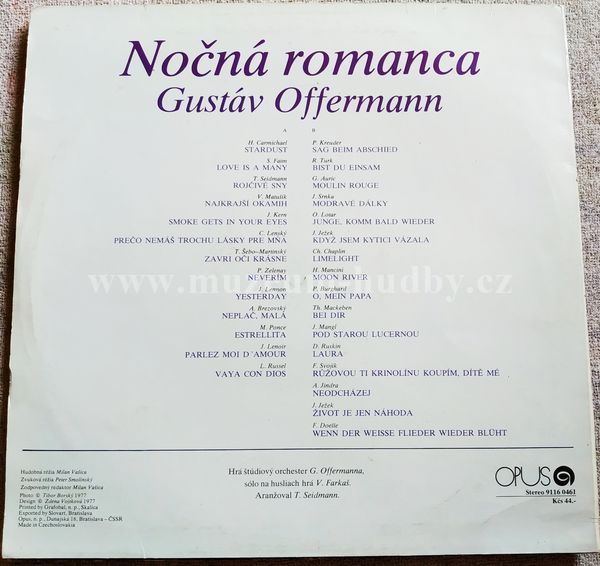 Nočná romanca
Gustáv Offermann
A
H. Carmichael
STARDUST
S. Fain
LOVE IS A MANY
T. Seidmann
ROJČIVÉ SNY
V. Matušík
NAJKRAJŠÍ OKAMIH
J. Kern
SMOKE GETS IN YOUR EYES
C. Lenský
PREČO NEMÁŠ TROCHU LÁSKY PRE MŇA
T. Šebo-Martinský
ZAVRI OČI KRÁSNE
P. Zelenay
NEVERÍM
J. Lennon
YESTERDAY
A. Brezovský
NEPLAČ, MALÁ
M. Ponce
ESTRELLITA
J. Lenoir
PARLEZ MOI D'AMOUR
L. Russel
VAYA CON DIOS
B
P. Kreuder
SAG BEIM ABSCHIED
R. Turk
BIST DU EINSAM
G. Auric
MOULIN ROUGE
J. Srnka
MODRAVÉ DÁLKY
O. Lotar
JUNGE, KOMM BALD WIEDER
J. Ježek
KDYŽ JSEM KYTICI VÁZALA
Ch. Chaplin
LIMELIGHT
H. Mancini
MOON RIVER
P. Burghard
O, MEIN PAPA
Th. Mackeben
BEI DIR
J. Mangl
POD STAROU LUCERNOU
D. Ruskin
LAURA
F. Svojík
RŮŽOVOU TI KRINOLÍNU KOUPÍM, DÍTĚ MÉ
A. Jindra
NEODCHÁZEJ
J. Ježek
ŽIVOT JE JEN NÁHODA
F. Doelle
WENN DER WEISSE FLIEDER WIEDER BLÜHT
www.muzeumhudby.cz
Hudobná réžia Milan Vašica
Zvuková réžia Peter Smolinský
Zodpovedný redaktor Milan Vašica
Photo: © Tibor Borský 1977
Design © Zdena Vojtková 1977
Printed by Grafobal, n. p., Skalica
Exported by Slovart, Bratislava
Opus, n. p., Dunajská 18, Bratislava - ČSSR
Made in Czechoslovakia
Hrá štúdiový orchester G. Offermanna,
sólo na husliach hrá V. Farkaš.
Aranžoval T. Seidmann.
OPUS
Stereo 9116 0461
Kčs 44.-